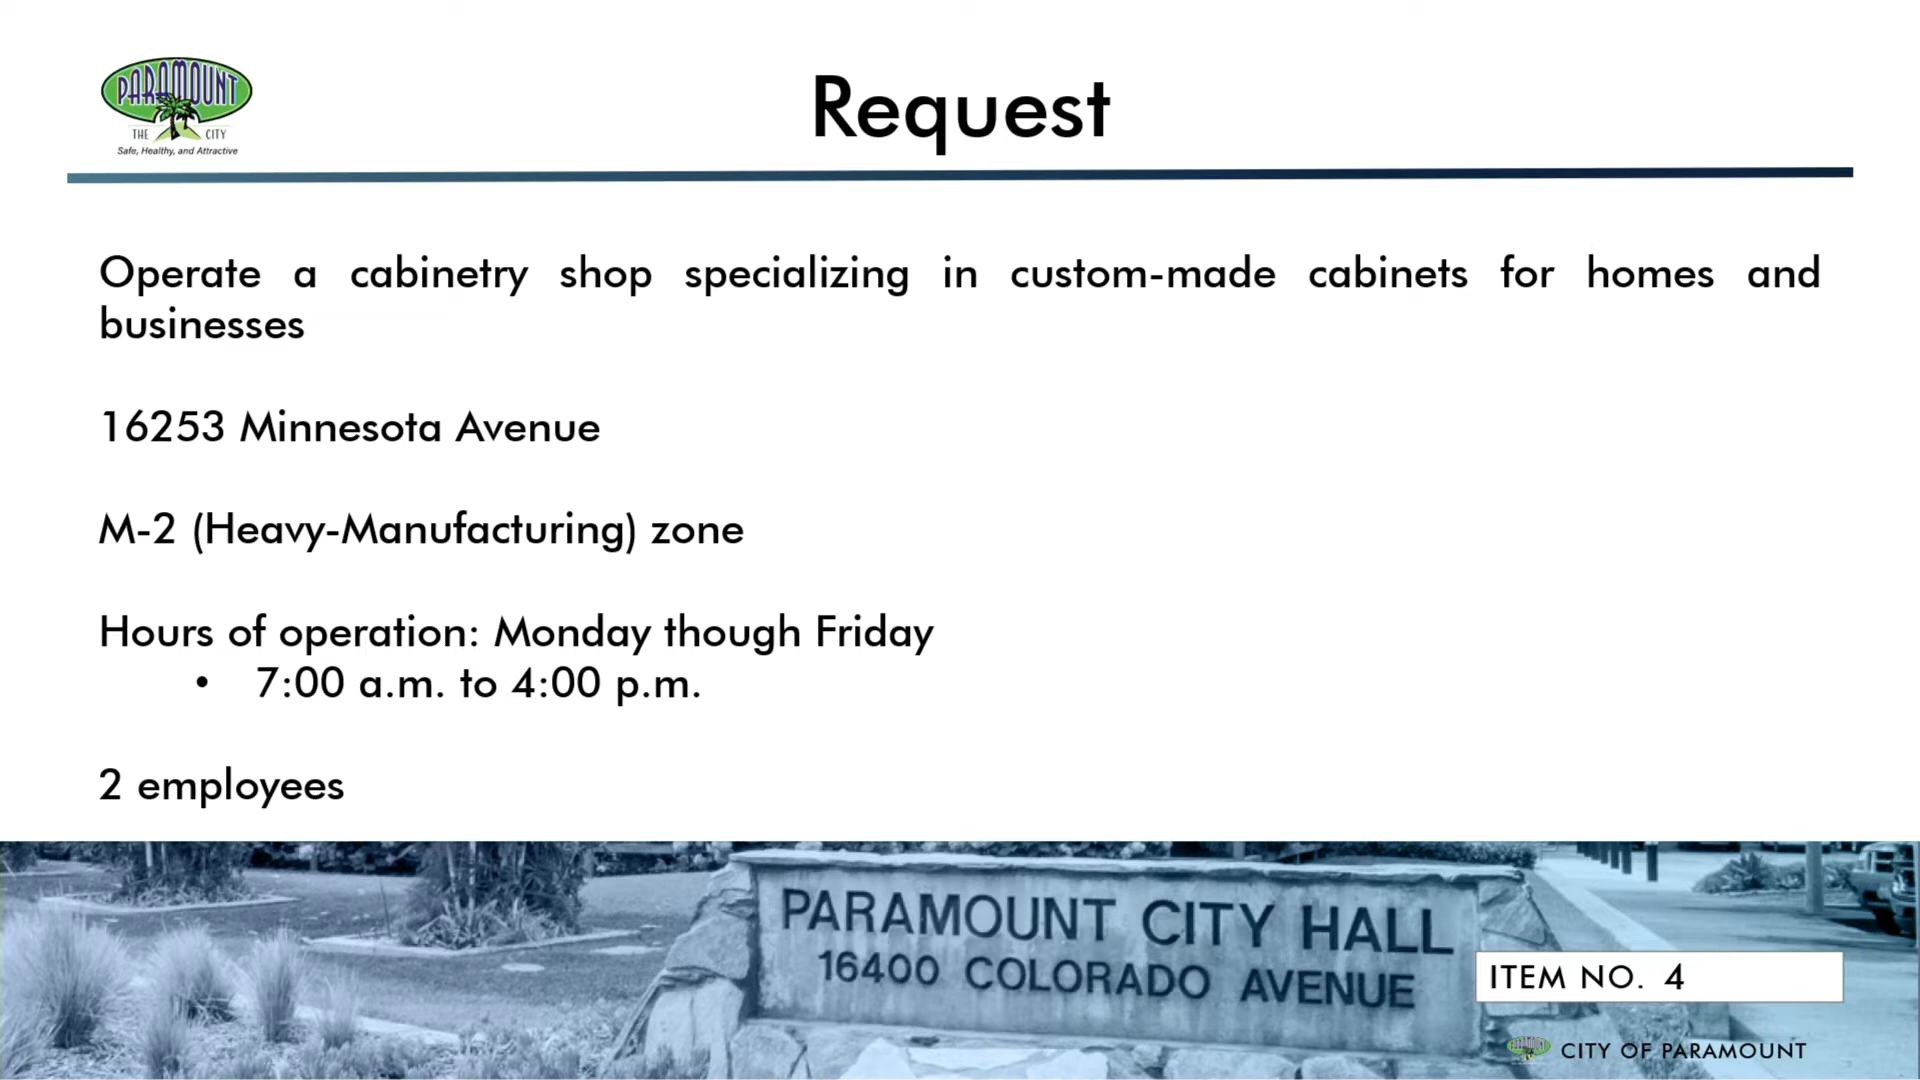 PARAMOUNT
THE CITY
Safe, Healthy, and Attractive
Request
Operate a cabinetry shop specializing in custom-made cabinets for homes and
businesses
16253 Minnesota Avenue
M-2 (Heavy-Manufacturing) zone
Hours of operation: Monday though Friday
• 7:00 a.m. to 4:00 p.m.
2 employees
PARAMOUNT CITY HALL
16400 COLORADO AVENUE
ITEM NO. 4
PARAMOUNT
CITY OF PARAMOUNT